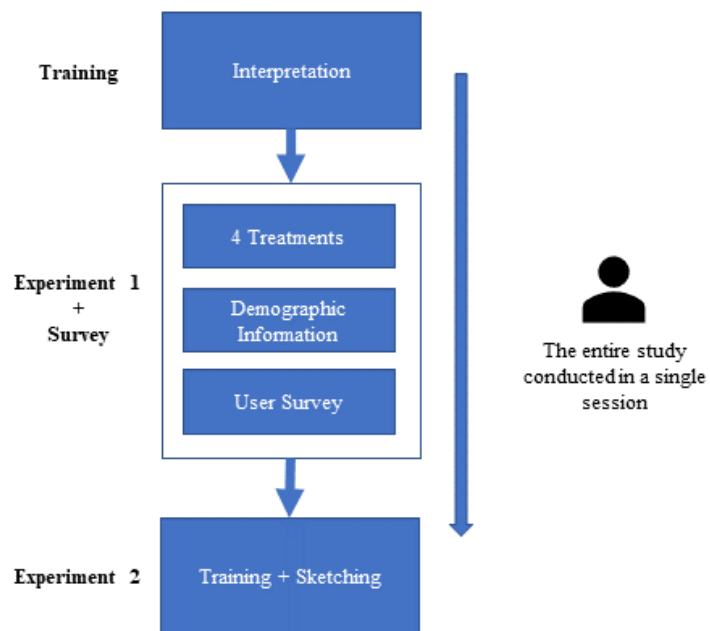 Training
Interpretation
Experiment 1
+
Survey
4 Treatments
Demographic
Information
User Survey
The entire study
conducted in a single
session
Experiment 2
Training + Sketching